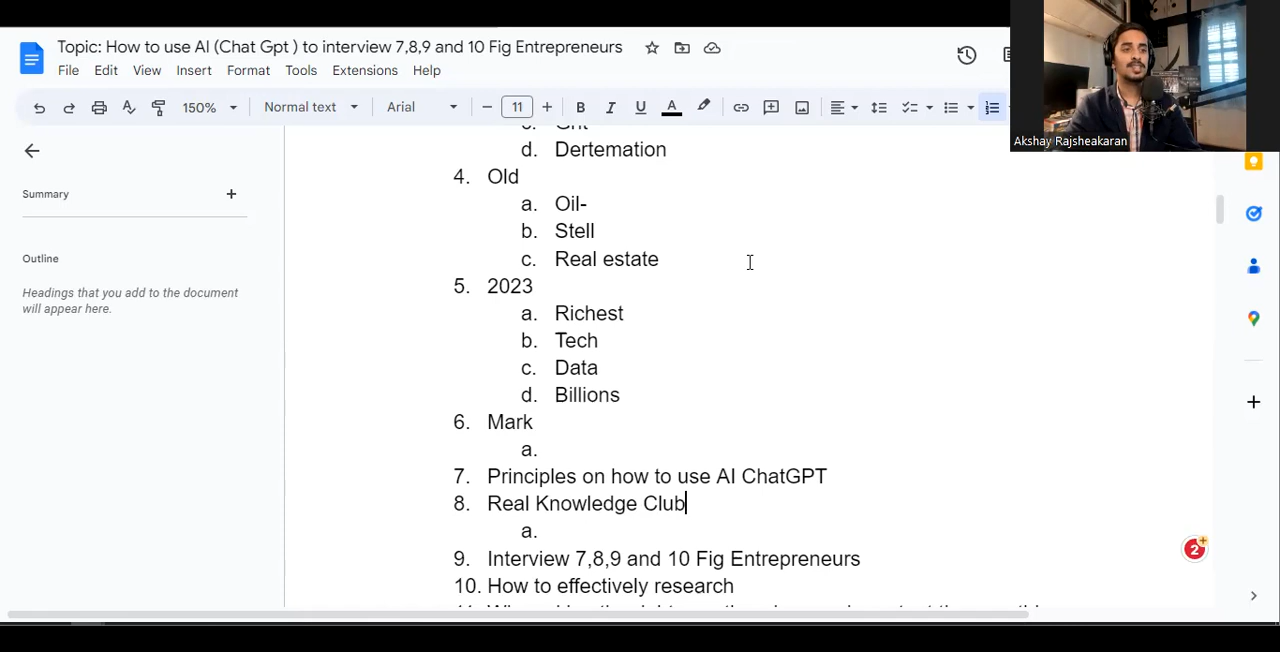 Topic: How to use AI (Chat Gpt ) to interview 7,8,9 and 10 Fig Entrepreneurs
File Edit View Insert Format Tools Extensions Help
150% Normal text Arial 11 B I U A
Akshay Rajsheakaran
Summary
Outline
Headings that you add to the document
will appear here.
d. Dertemation
4. Old
a. Oil-
b. Stell
c. Real estate
5. 2023
a. Richest
b. Tech
c. Data
d. Billions
6. Mark
a.
7. Principles on how to use AI ChatGPT
8. Real Knowledge Club
a.
9. Interview 7,8,9 and 10 Fig Entrepreneurs
10. How to effectively research
2